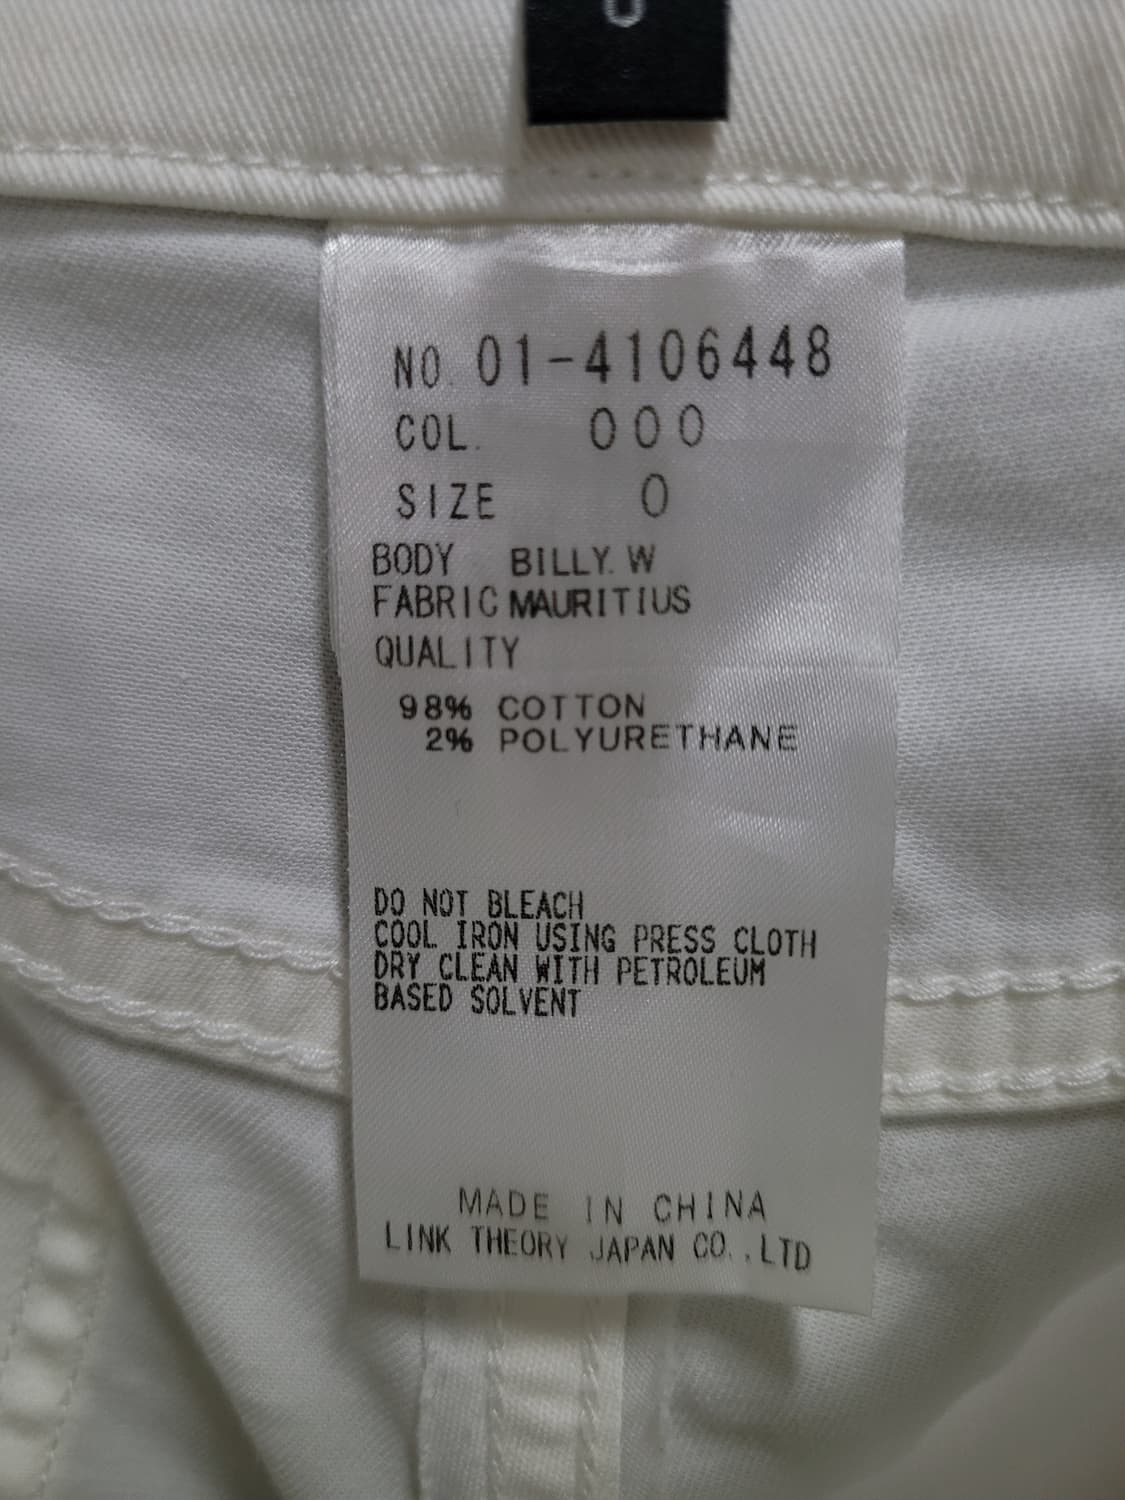 0
NO. 01-4106448
COL. 000
SIZE 0
BODY BILLY. W
FABRIC MAURITIUS
QUALITY
98% COTTON
2% POLYURETHANE
DO NOT BLEACH
COOL IRON USING PRESS CLOTH
DRY CLEAN WITH PETROLEUM
BASED SOLVENT
MADE IN CHINA
LINK THEORY JAPAN CO.,LTD